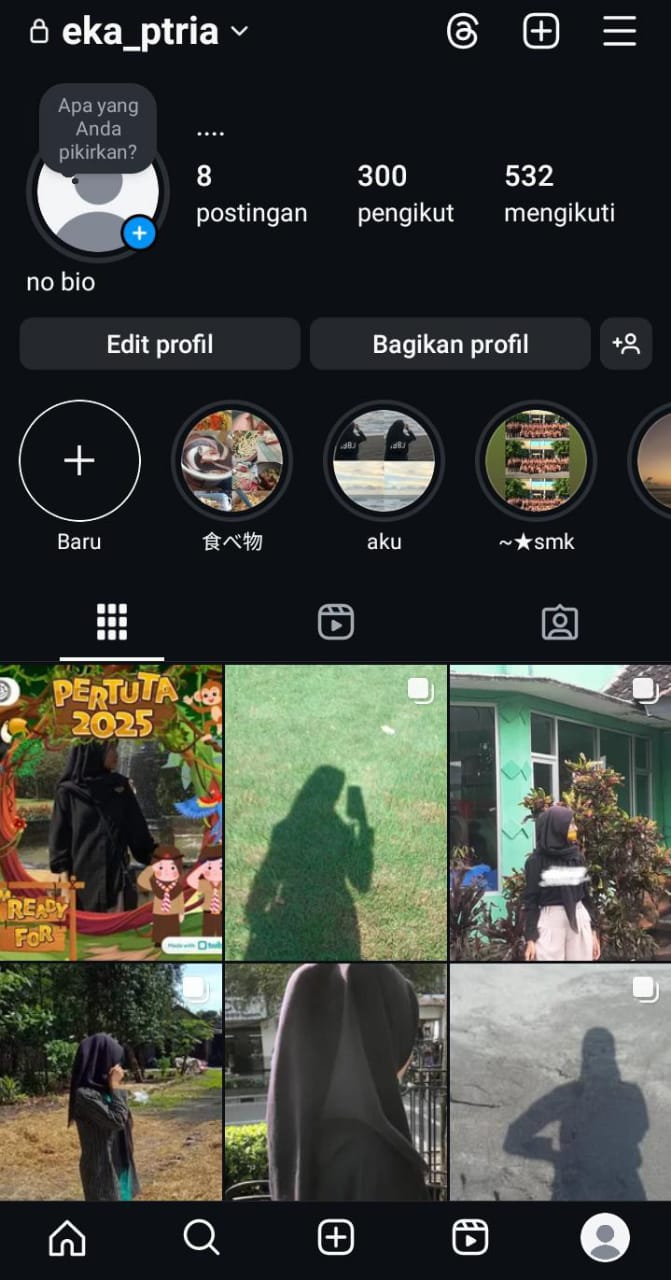 eka_ptria
Apa yang
Anda
pikirkan?
....
8
300
532
postingan
pengikut
mengikuti
no bio
Edit profil
Bagikan profil
Baru
食べ物
aku
~★smk
PERTUTA
2025
READY
FOR
Made with